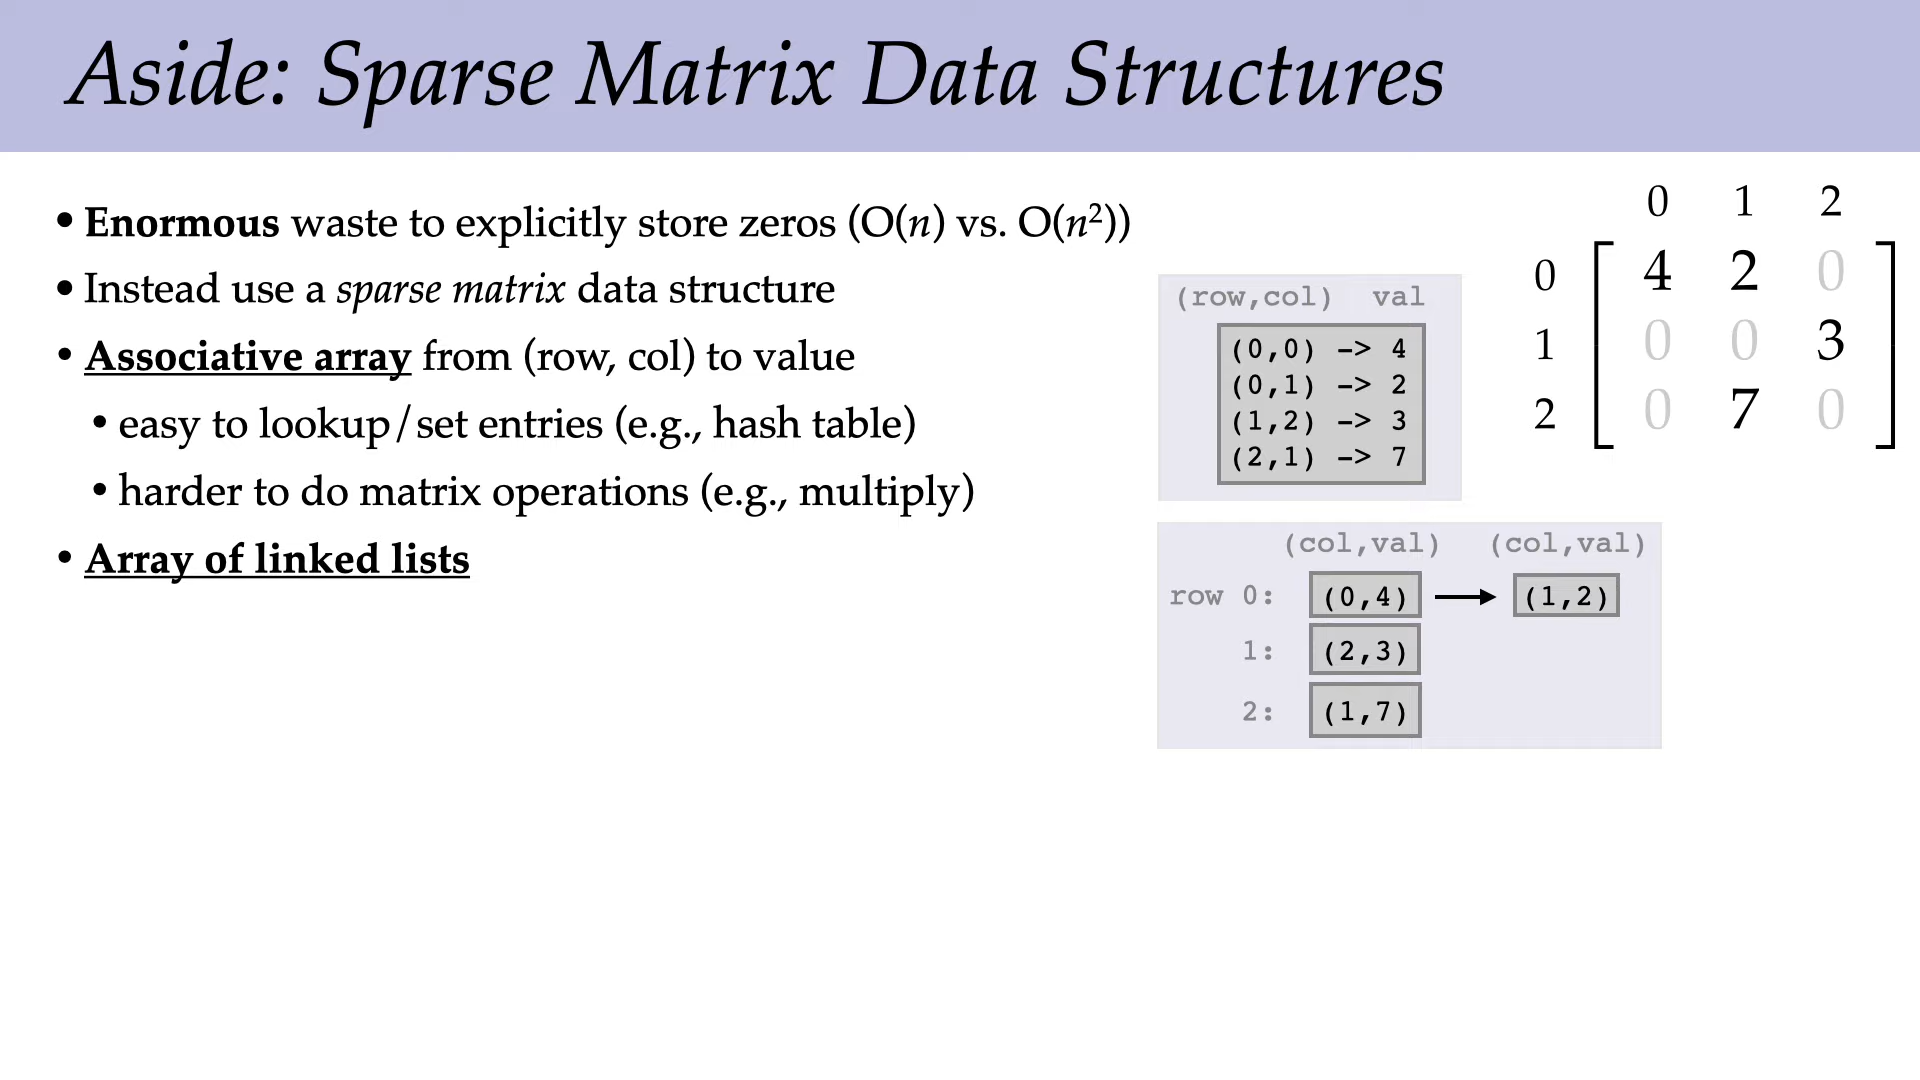 Aside: Sparse Matrix Data Structures
• Enormous waste to explicitly store zeros (O(n) vs. O(n²))
• Instead use a sparse matrix data structure
• Associative array from (row, col) to value
• easy to lookup/set entries (e.g., hash table)
• harder to do matrix operations (e.g., multiply)
• Array of linked lists
(row,col) val
(0,0) -> 4
(0,1) -> 2
(1,2) -> 3
(2,1) -> 7
0 1 2
0 4 2 0
1 0 0 3
2 0 7 0
(col,val) (col,val)
row 0: (0,4) (1,2)
1: (2,3)
2: (1,7)